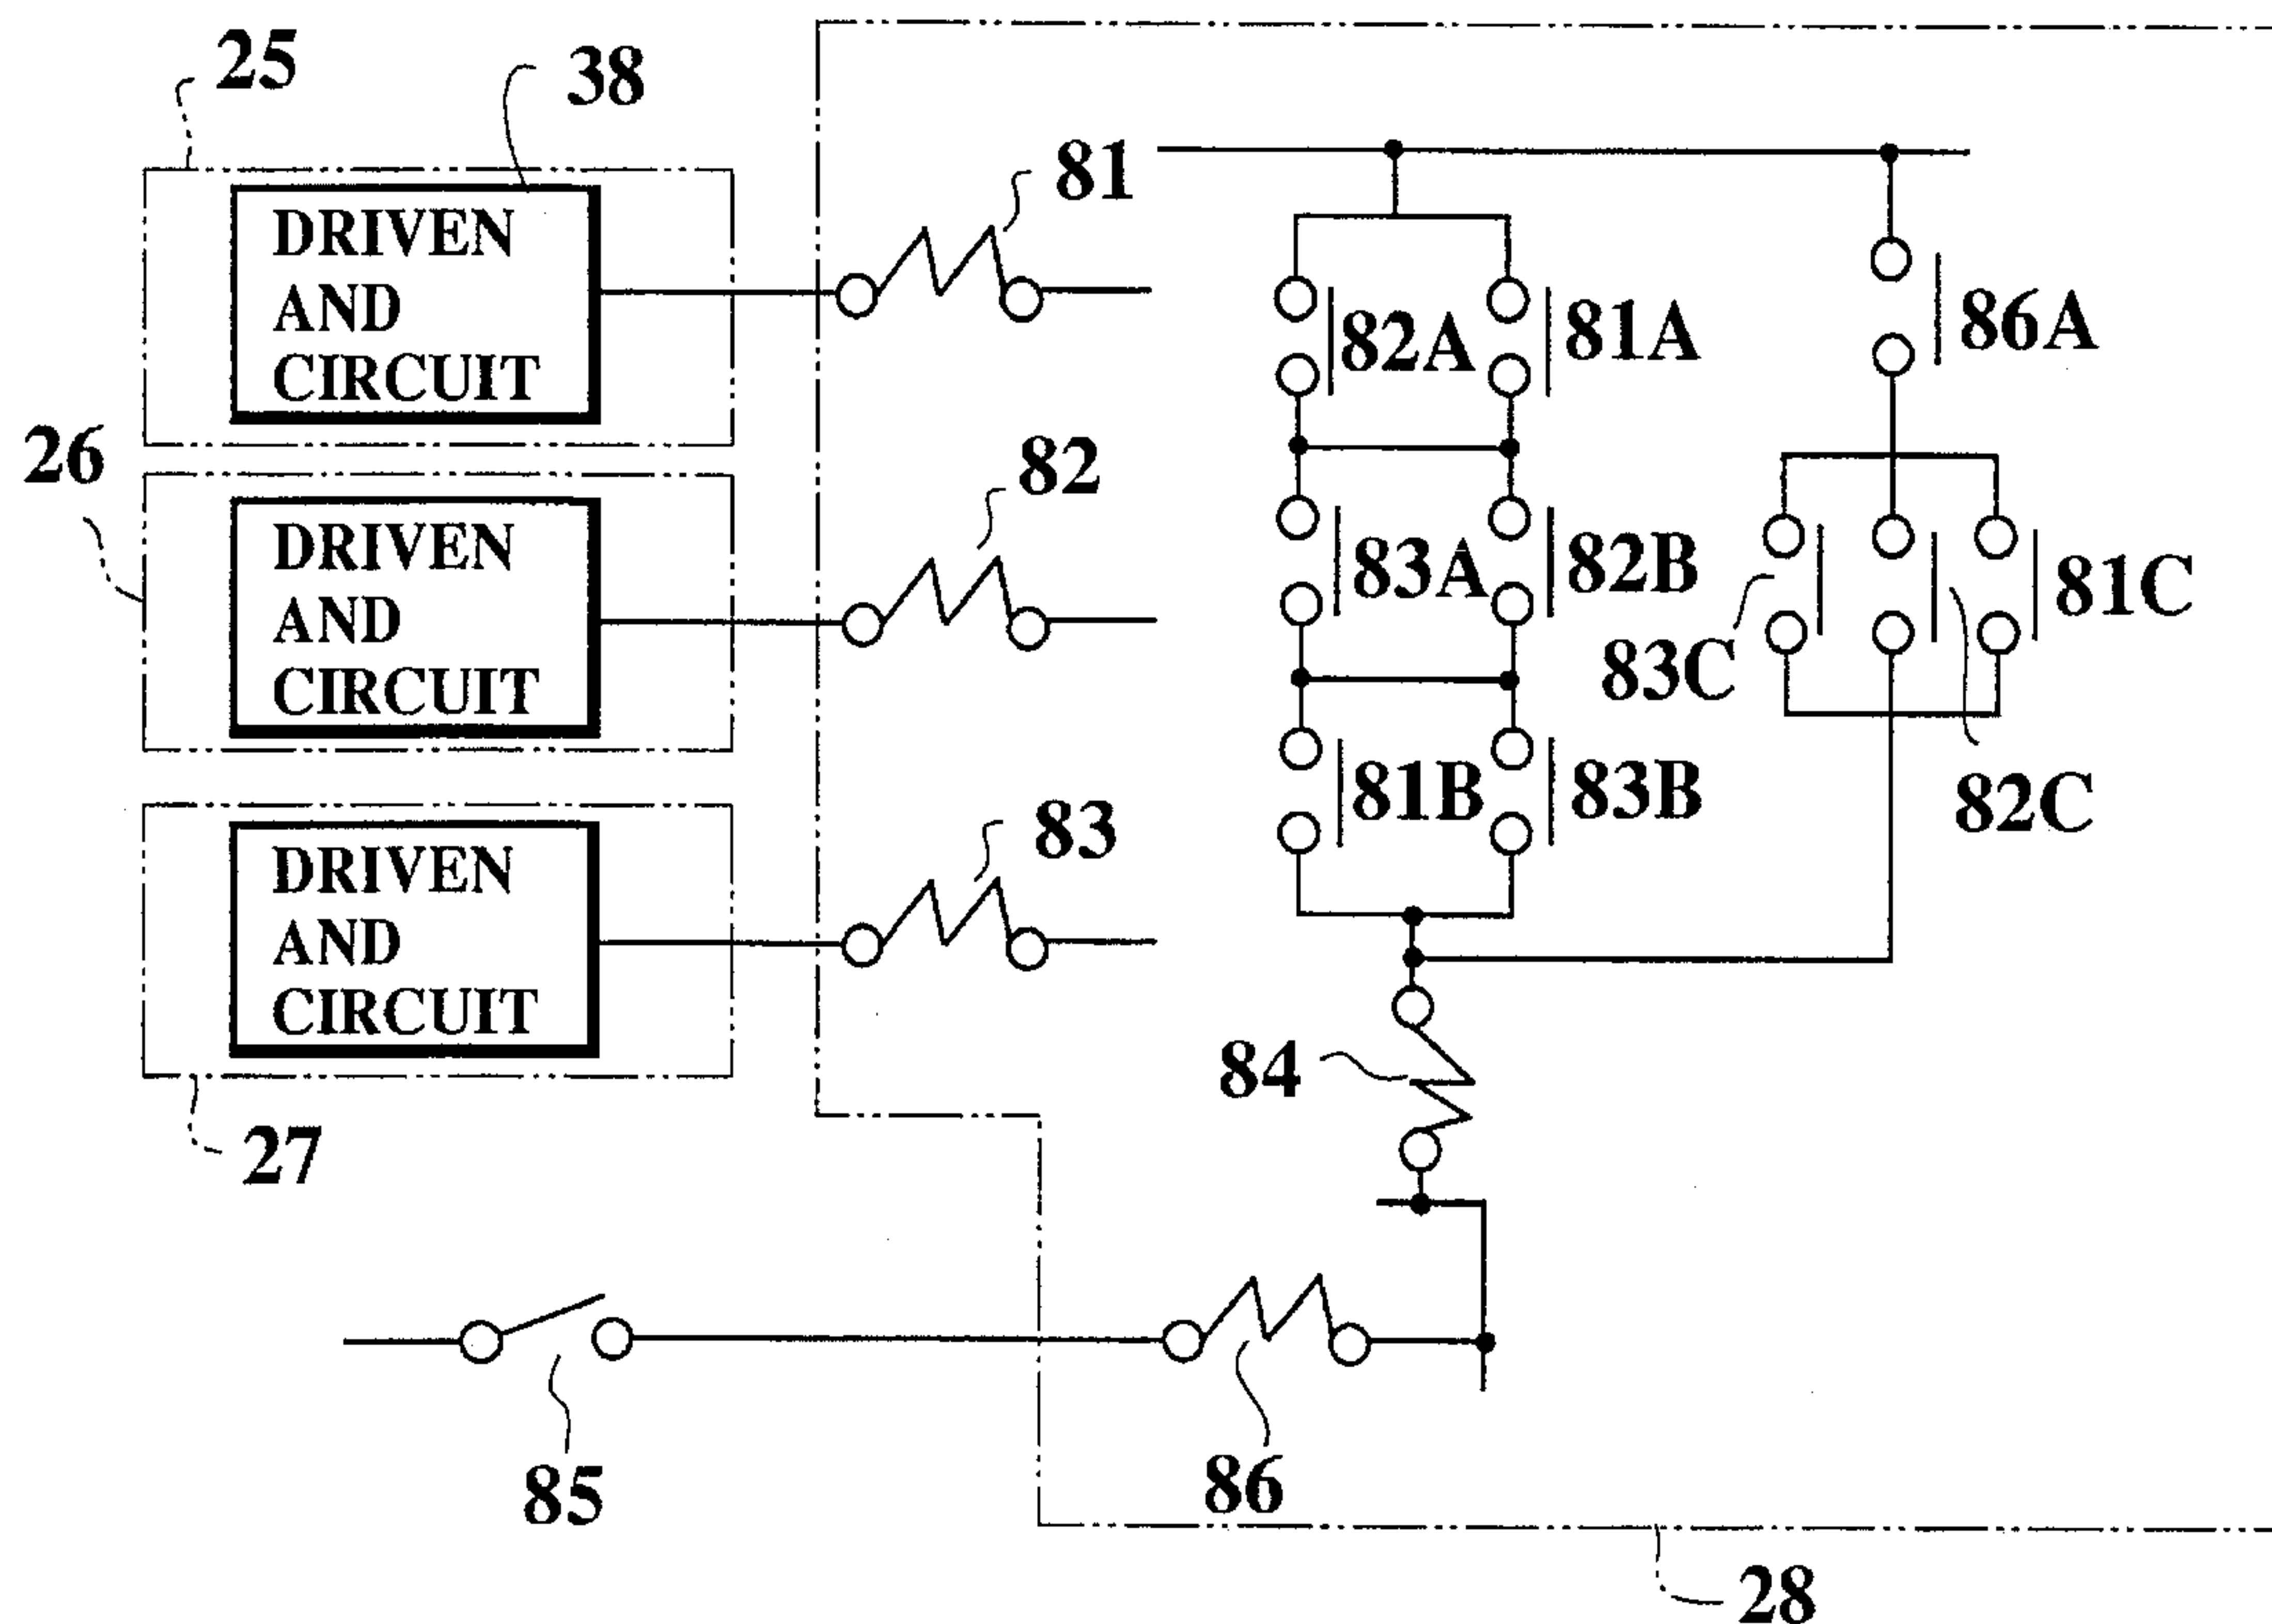 25
38
81
DRIVEN
AND
CIRCUIT
82A
81A
86A
26
82
DRIVEN
AND
CIRCUIT
83A
82B
81C
83C
83
81B
83B
82C
DRIVEN
AND
CIRCUIT
84
27
85
86
28